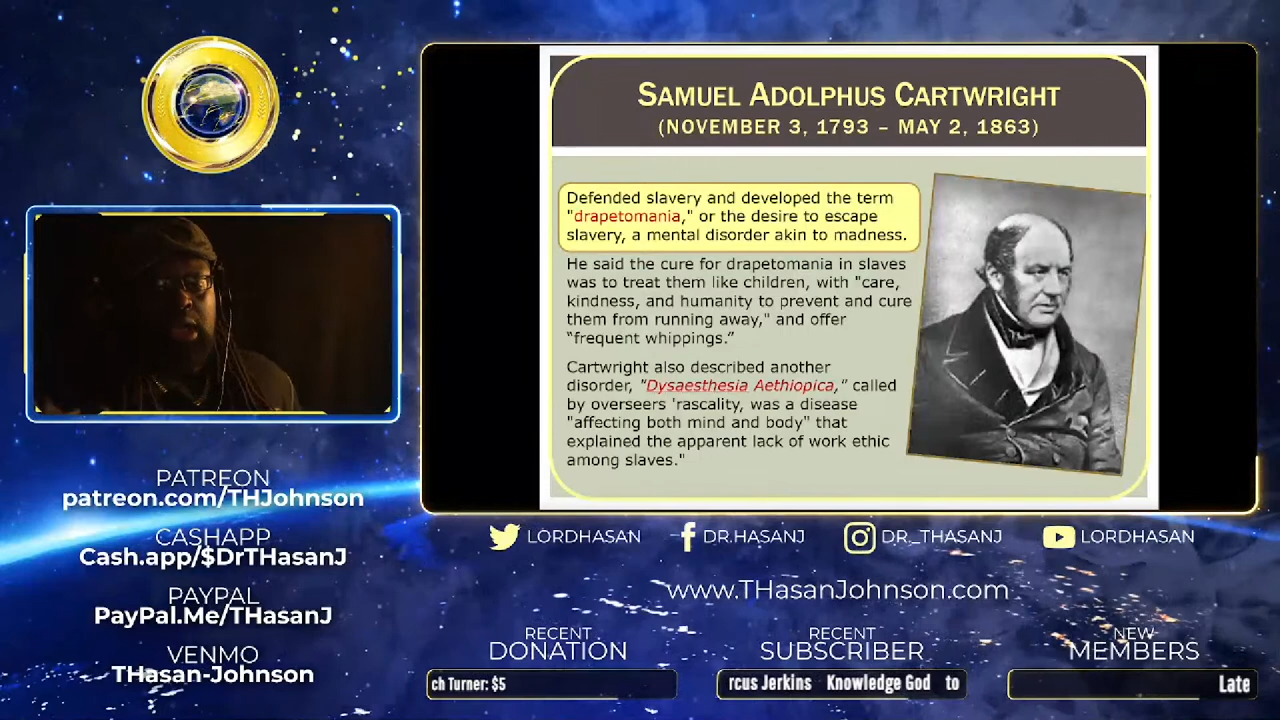 SAMUEL ADOLPHUS CARTWRIGHT
(NOVEMBER 3, 1793 – MAY 2, 1863)
Defended slavery and developed the term
"drapetomania," or the desire to escape
slavery, a mental disorder akin to madness.
He said the cure for drapetomania in slaves
was to treat them like children, with "care,
kindness, and humanity to prevent and cure
them from running away," and offer
“frequent whippings.”
Cartwright also described another
disorder, "Dysaesthesia Aethiopica," called
by overseers 'rascality, was a disease
"affecting both mind and body" that
explained the apparent lack of work ethic
among slaves."
PATREON
patreon.com/THJohnson
CASHAPP
Cash.app/$DrTHasanJ
PAYPAL
PayPal.Me/THasanJ
VENMO
THasan-Johnson
LORDHASAN
DR.HASANJ
DR._THASANJ
LORDHASAN
www.THasanJohnson.com
RECENT
DONATION
ch Turner: $5
RECENT
SUBSCRIBER
rcus Jerkins Knowledge God to
NEW
MEMBERS
Late